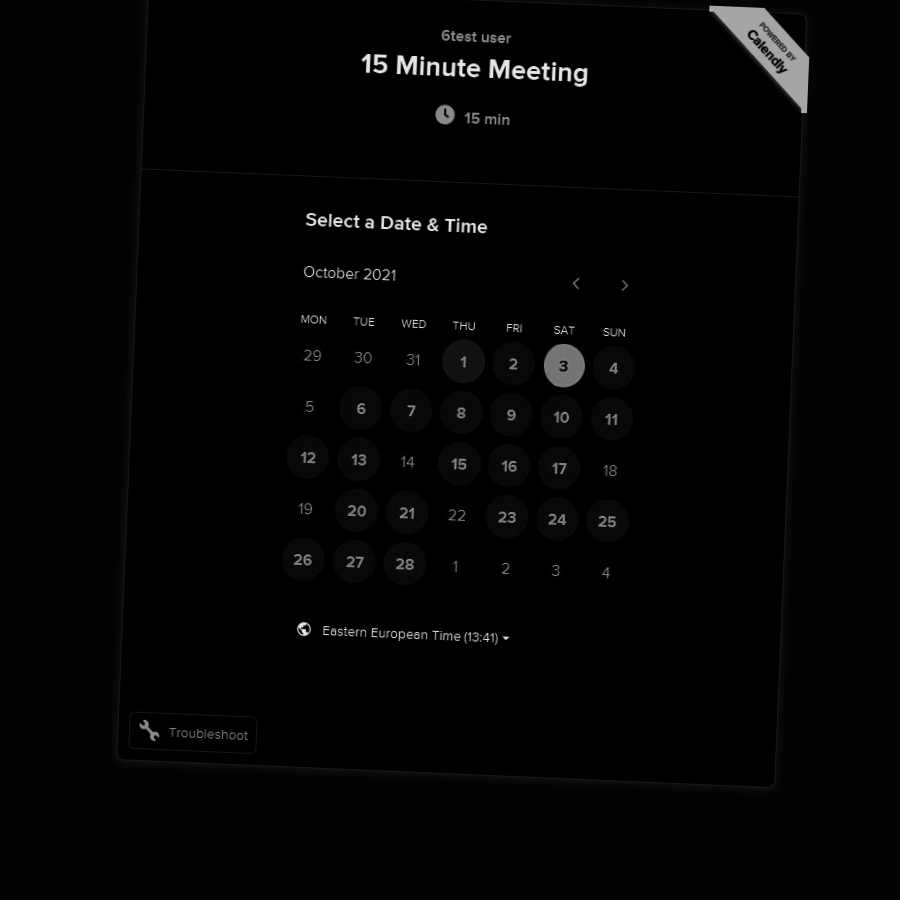 6test user
15 Minute Meeting
15 min
POWERED BY
Calendly
Select a Date & Time
October 2021
MON TUE WED THU FRI SAT SUN
29 30 31 1 2 3 4
5 6 7 8 9 10 11
12 13 14 15 16 17 18
19 20 21 22 23 24 25
26 27 28 1 2 3 4
Eastern European Time (13:41)
Troubleshoot